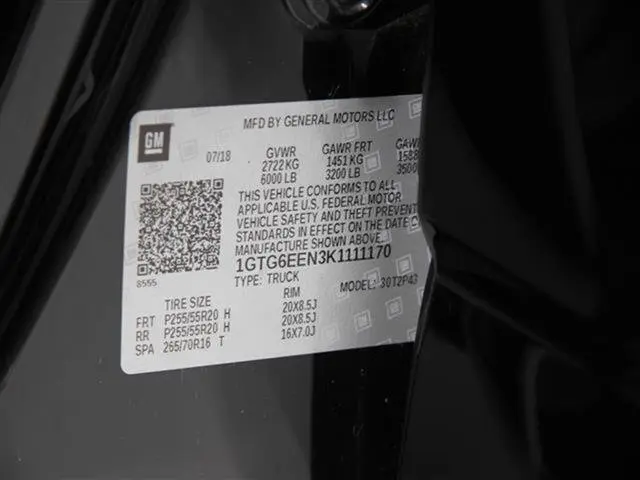 GM
MFD BY GENERAL MOTORS LLC
07/18 GVWR GAWR FRT GAW
2722 KG 1451 KG 1588
6000 LB 3200 LB 3500
THIS VEHICLE CONFORMS TO ALL
APPLICABLE U.S. FEDERAL MOTOR
VEHICLE SAFETY AND THEFT PREVENT
STANDARDS IN EFFECT ON THE DATE O
MANUFACTURE SHOWN ABOVE.
1GTG6EEN3K1111170
8555 TYPE: TRUCK MODEL: 30T2P43
TIRE SIZE RIM
FRT P255/55R20 H 20X8.5J
RR P255/55R20 H 20X8.5J
SPA 265/70R16 T 16X7.0J